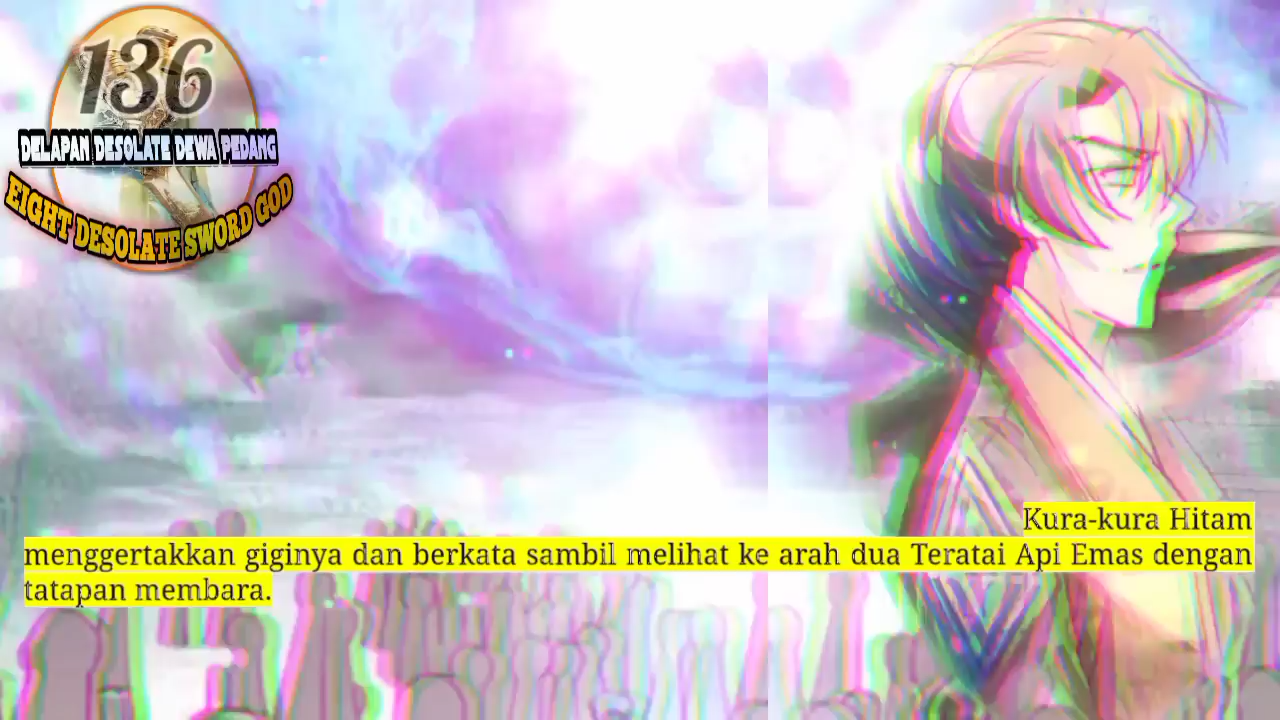 136
DELAPAN DESOLATE DEWA PEDANG
EIGHT DESOLATE SWORD GOD
Kura-kura Hitam
menggertakkan giginya dan berkata sambil melihat ke arah dua Teratai Api Emas dengan
tatapan membara.